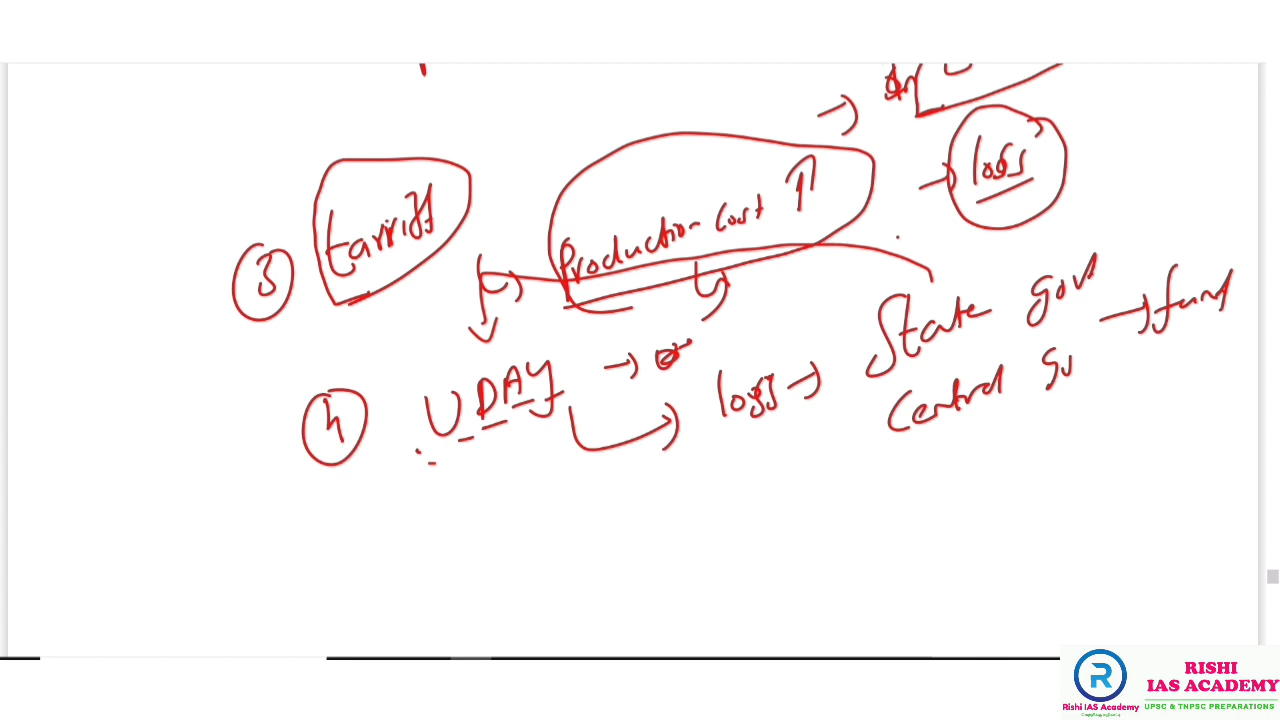 → loss
③ tarriff Production cost ↑
④ UDAY →
loss → State Govt → fund
Central
RISHI
IAS ACADEMY
Rishi IAS Academy
UPSC & TNPSC PREPARATIONS